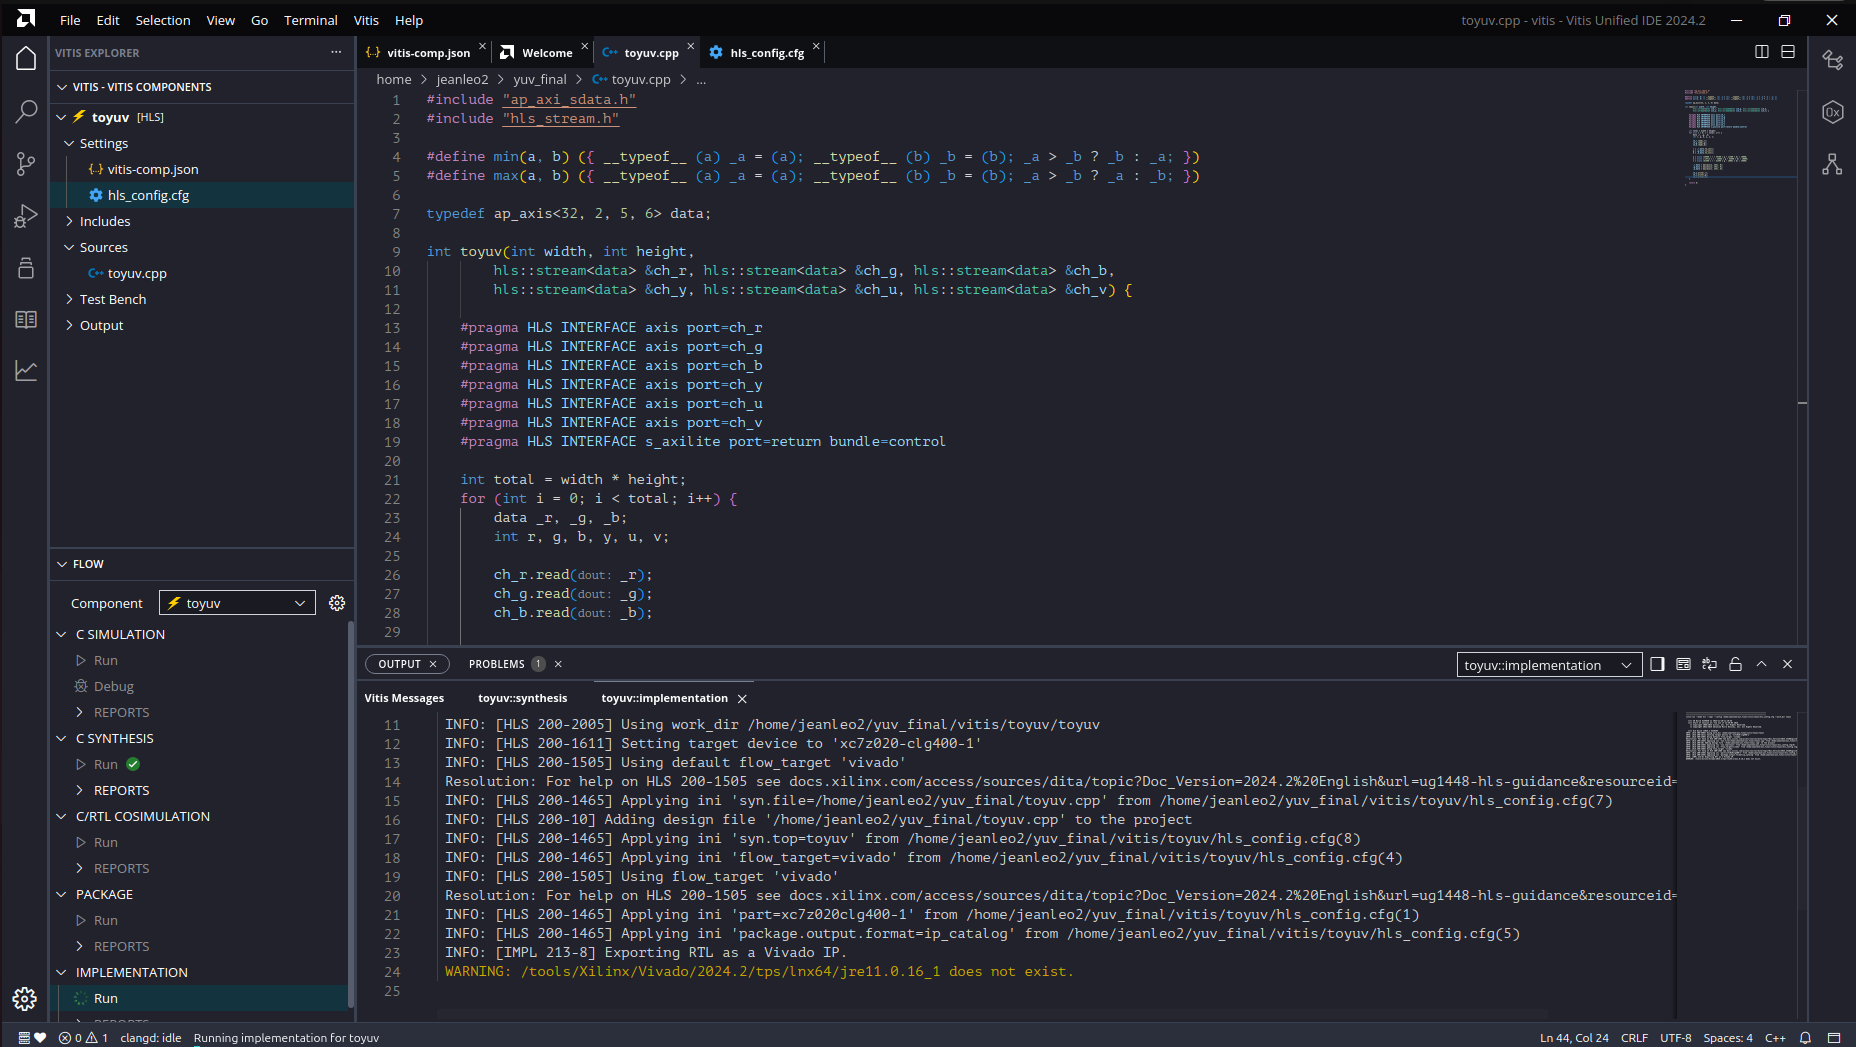 File Edit Selection View Go Terminal Vitis Help
toyuv.cpp - vitis - Vitis Unified IDE 2024.2
VITIS EXPLORER
VITIS - VITIS COMPONENTS
toyuv [HLS]
Settings
{..} vitis-comp.json
hls_config.cfg
Includes
Sources
C++ toyuv.cpp
Test Bench
Output
FLOW
Component toyuv
C SIMULATION
Run
Debug
REPORTS
C SYNTHESIS
Run
REPORTS
C/RTL COSIMULATION
Run
REPORTS
PACKAGE
Run
REPORTS
IMPLEMENTATION
Run
REPORTS
{..} vitis-comp.json × Welcome × C++ toyuv.cpp × hls_config.cfg ×
home > jeanleo2 > yuv_final > C++ toyuv.cpp > ...
1 #include "ap_axi_sdata.h"
2 #include "hls_stream.h"
3
4 #define min(a, b) ({ __typeof__ (a) _a = (a); __typeof__ (b) _b = (b); _a > _b ? _b : _a; })
5 #define max(a, b) ({ __typeof__ (a) _a = (a); __typeof__ (b) _b = (b); _a > _b ? _a : _b; })
6
7 typedef ap_axis<32, 2, 5, 6> data;
8
9 int toyuv(int width, int height,
10 hls::stream<data> &ch_r, hls::stream<data> &ch_g, hls::stream<data> &ch_b,
11 hls::stream<data> &ch_y, hls::stream<data> &ch_u, hls::stream<data> &ch_v) {
12
13 #pragma HLS INTERFACE axis port=ch_r
14 #pragma HLS INTERFACE axis port=ch_g
15 #pragma HLS INTERFACE axis port=ch_b
16 #pragma HLS INTERFACE axis port=ch_y
17 #pragma HLS INTERFACE axis port=ch_u
18 #pragma HLS INTERFACE axis port=ch_v
19 #pragma HLS INTERFACE s_axilite port=return bundle=control
20
21 int total = width * height;
22 for (int i = 0; i < total; i++) {
23 data _r, _g, _b;
24 int r, g, b, y, u, v;
25
26 ch_r.read(dout: _r);
27 ch_g.read(dout: _g);
28 ch_b.read(dout: _b);
29
OUTPUT × PROBLEMS 1 × toyuv::implementation
Vitis Messages toyuv::synthesis toyuv::implementation ×
11 INFO: [HLS 200-2005] Using work_dir /home/jeanleo2/yuv_final/vitis/toyuv/toyuv
12 INFO: [HLS 200-1611] Setting target device to 'xc7z020-clg400-1'
13 INFO: [HLS 200-1505] Using default flow_target 'vivado'
14 Resolution: For help on HLS 200-1505 see docs.xilinx.com/access/sources/dita/topic?Doc_Version=2024.2%20English&url=ug1448-hls-guidance&resourceid=
15 INFO: [HLS 200-1465] Applying ini 'syn.file=/home/jeanleo2/yuv_final/toyuv.cpp' from /home/jeanleo2/yuv_final/vitis/toyuv/hls_config.cfg(7)
16 INFO: [HLS 200-10] Adding design file '/home/jeanleo2/yuv_final/toyuv.cpp' to the project
17 INFO: [HLS 200-1465] Applying ini 'syn.top=toyuv' from /home/jeanleo2/yuv_final/vitis/toyuv/hls_config.cfg(8)
18 INFO: [HLS 200-1465] Applying ini 'flow_target=vivado' from /home/jeanleo2/yuv_final/vitis/toyuv/hls_config.cfg(4)
19 INFO: [HLS 200-1505] Using flow_target 'vivado'
20 Resolution: For help on HLS 200-1505 see docs.xilinx.com/access/sources/dita/topic?Doc_Version=2024.2%20English&url=ug1448-hls-guidance&resourceid=
21 INFO: [HLS 200-1465] Applying ini 'part=xc7z020clg400-1' from /home/jeanleo2/yuv_final/vitis/toyuv/hls_config.cfg(1)
22 INFO: [HLS 200-1465] Applying ini 'package.output.format=ip_catalog' from /home/jeanleo2/yuv_final/vitis/toyuv/hls_config.cfg(5)
23 INFO: [IMPL 213-8] Exporting RTL as a Vivado IP.
24 WARNING: /tools/Xilinx/Vivado/2024.2/tps/lnx64/jre11.0.16_1 does not exist.
25
0 1 clangd: idle Running implementation for toyuv
Ln 44, Col 24 CRLF UTF-8 Spaces: 4 C++